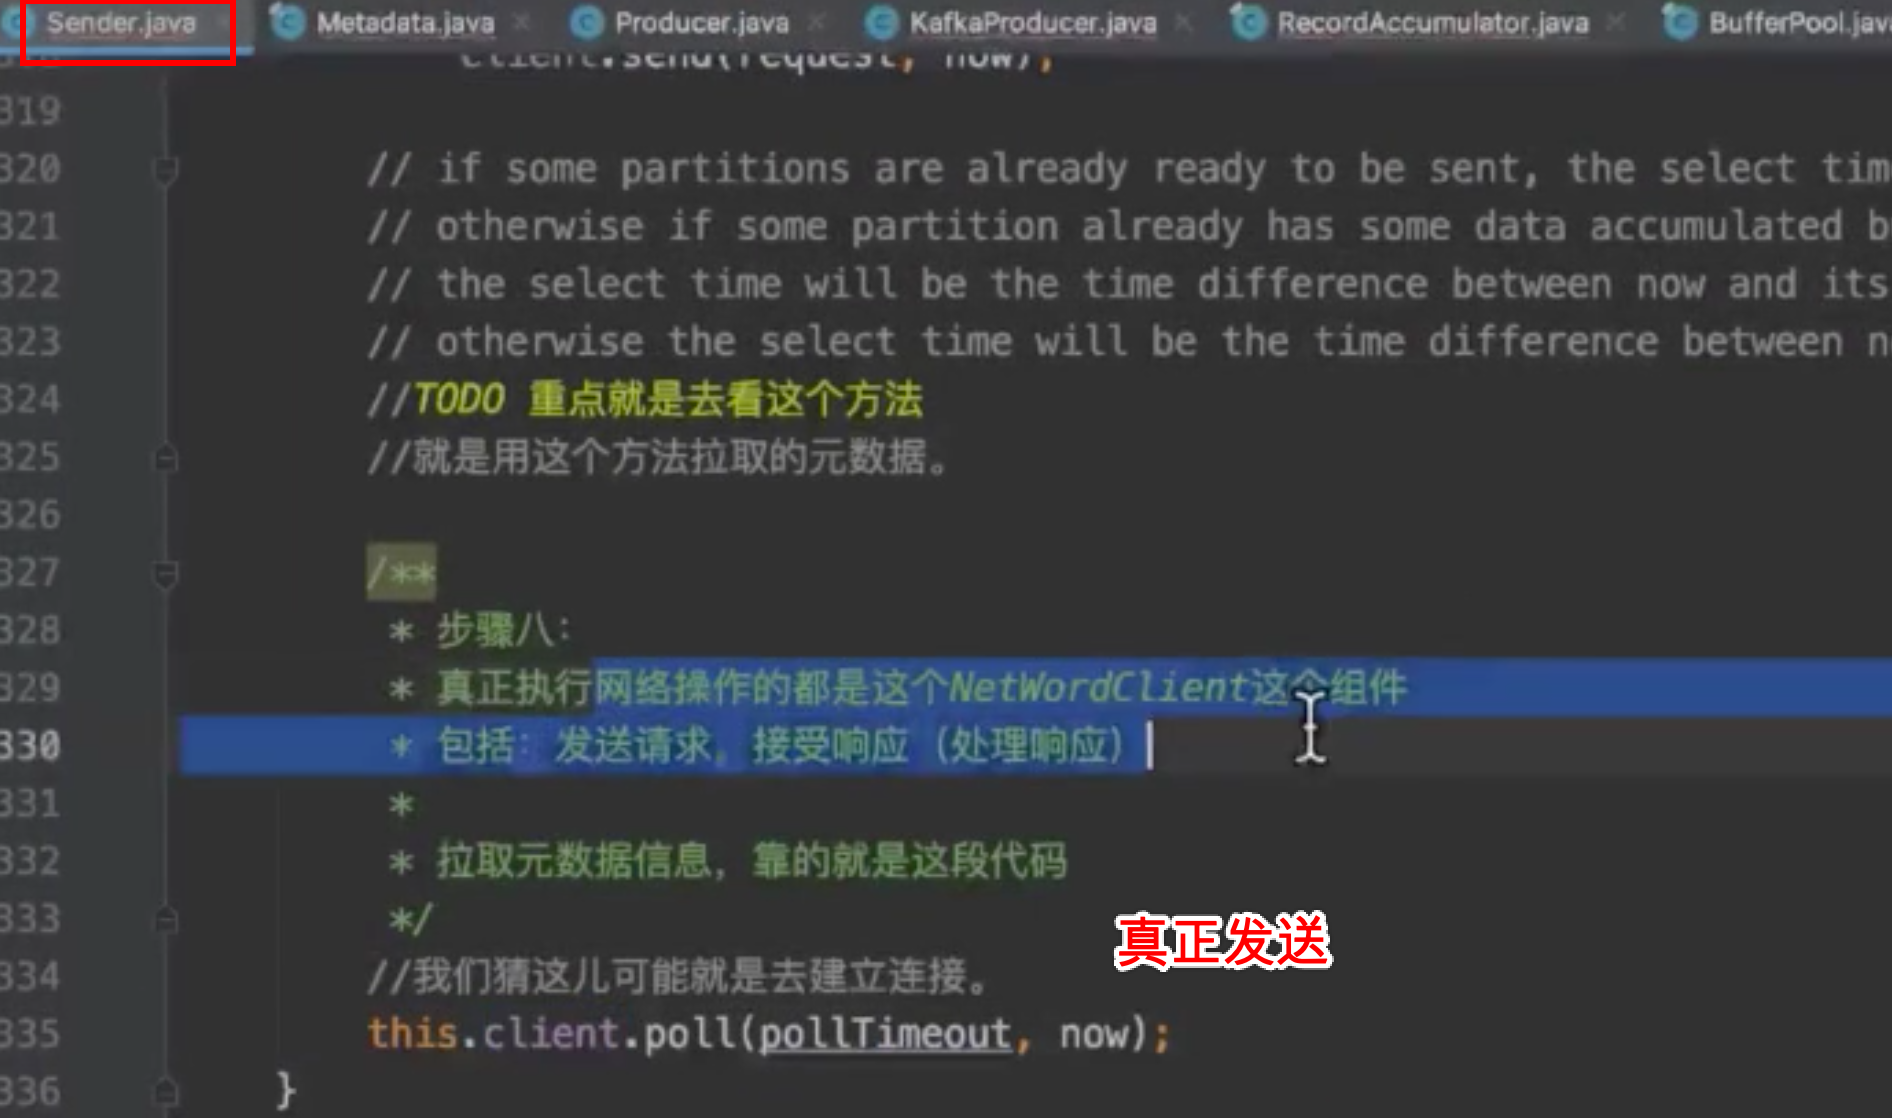 Sender.java Metadata.java Producer.java KafkaProducer.java RecordAccumulator.java BufferPool.jav
client.send(request, now);
319
320 // if some partitions are already ready to be sent, the select tim
321 // otherwise if some partition already has some data accumulated b
322 // the select time will be the time difference between now and its
323 // otherwise the select time will be the time difference between n
324 //TODO 重点就是去看这个方法
325 //就是用这个方法拉取的元数据。
326
327 /**
328 * 步骤八：
329 * 真正执行网络操作的都是这个NetWordClient这个组件
330 * 包括：发送请求，接受响应（处理响应）
331 *
332 * 拉取元数据信息，靠的就是这段代码
333 */
真正发送
334 //我们猜这儿可能就是去建立连接。
335 this.client.poll(pollTimeout, now);
336 }